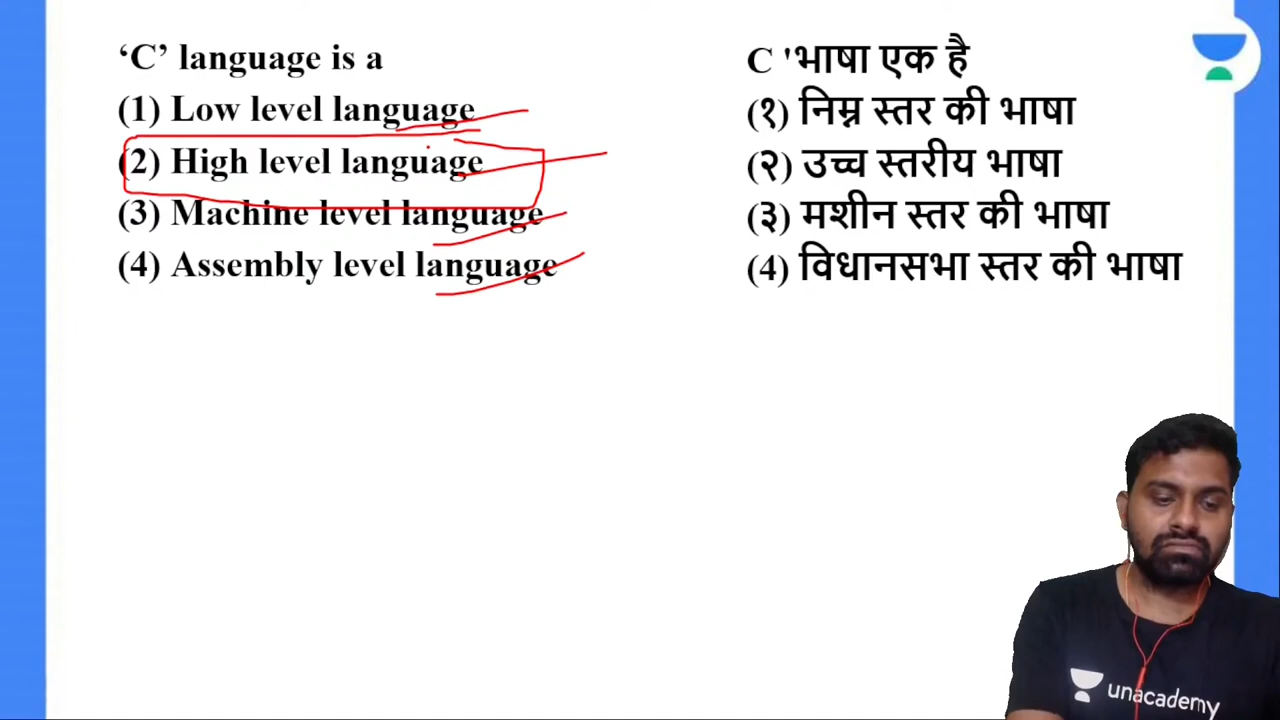 ‘C’ language is a
(1) Low level language
(2) High level language
(3) Machine level language
(4) Assembly level language
C 'भाषा एक है
(१) निम्न स्तर की भाषा
(२) उच्च स्तरीय भाषा
(३) मशीन स्तर की भाषा
(4) विधानसभा स्तर की भाषा
unacademy